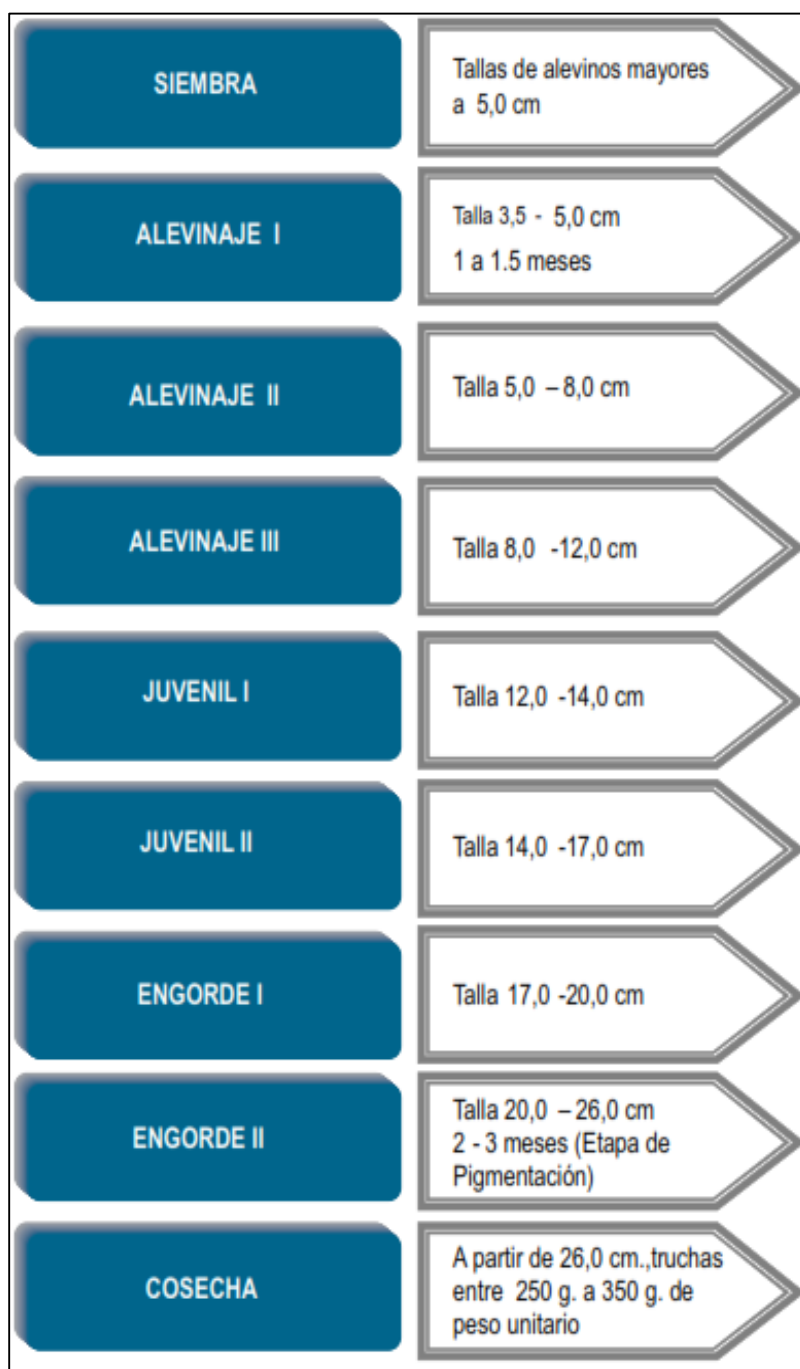 SIEMBRA
Tallas de alevinos mayores
a 5,0 cm
ALEVINAJE I
Talla 3,5 - 5,0 cm
1 a 1.5 meses
ALEVINAJE II
Talla 5,0 – 8,0 cm
ALEVINAJE III
Talla 8,0 -12,0 cm
JUVENIL I
Talla 12,0 -14,0 cm
JUVENIL II
Talla 14,0 -17,0 cm
ENGORDE I
Talla 17,0 -20,0 cm
ENGORDE II
Talla 20,0 – 26,0 cm
2 - 3 meses (Etapa de
Pigmentación)
COSECHA
A partir de 26,0 cm.,truchas
entre 250 g. a 350 g. de
peso unitario